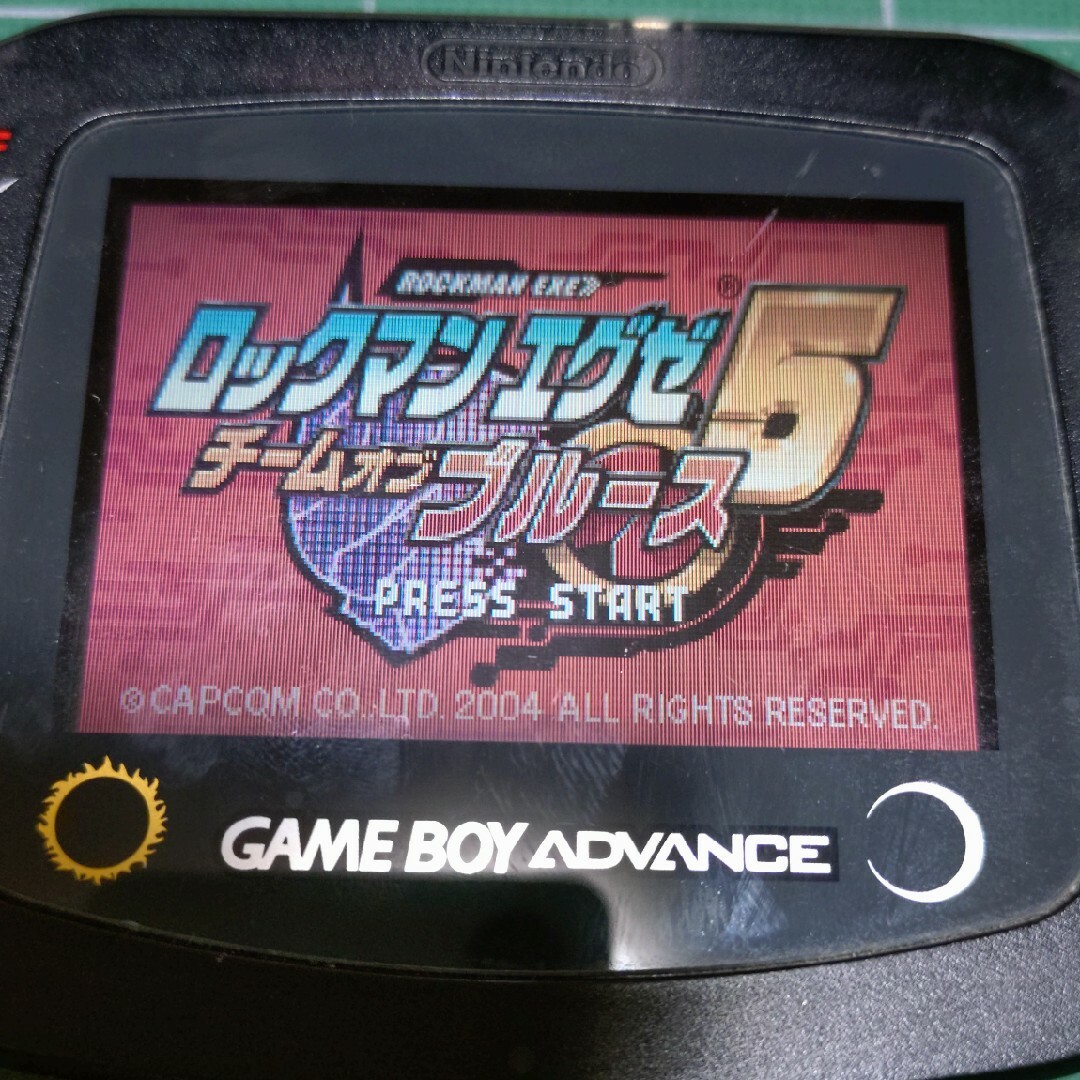 Nintendo
ROCKMAN EXE
ロックマンエグゼ5
®
チームオブブルース
PRESS START
©CAPCOM CO.,LTD. 2004 ALL RIGHTS RESERVED.
GAME BOY ADVANCE